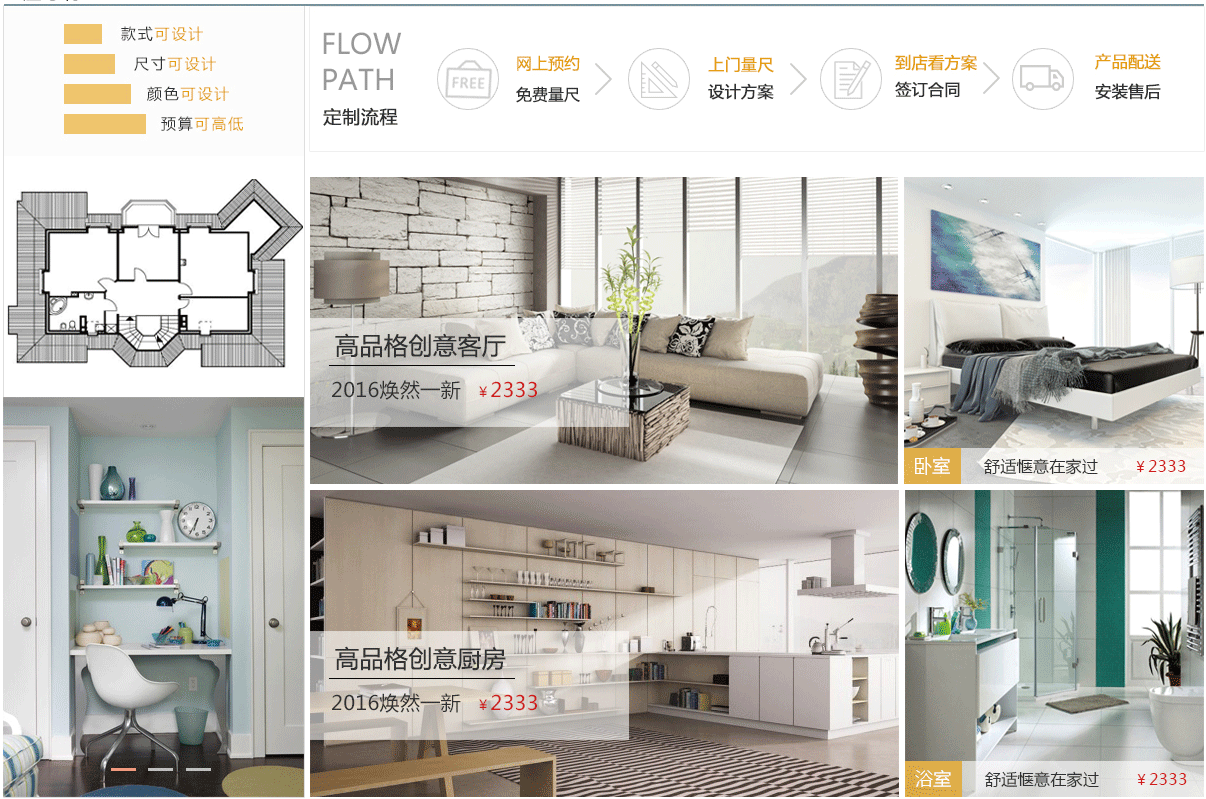 款式可设计
尺寸可设计
颜色可设计
预算可高低
FLOW
PATH
定制流程
FREE
网上预约
免费量尺
上门量尺
设计方案
到店看方案
签订合同
产品配送
安装售后
高品格创意客厅
2016焕然一新 ¥2333
卧室 舒适惬意在家过 ¥2333
高品格创意厨房
2016焕然一新 ¥2333
浴室 舒适惬意在家过 ¥2333